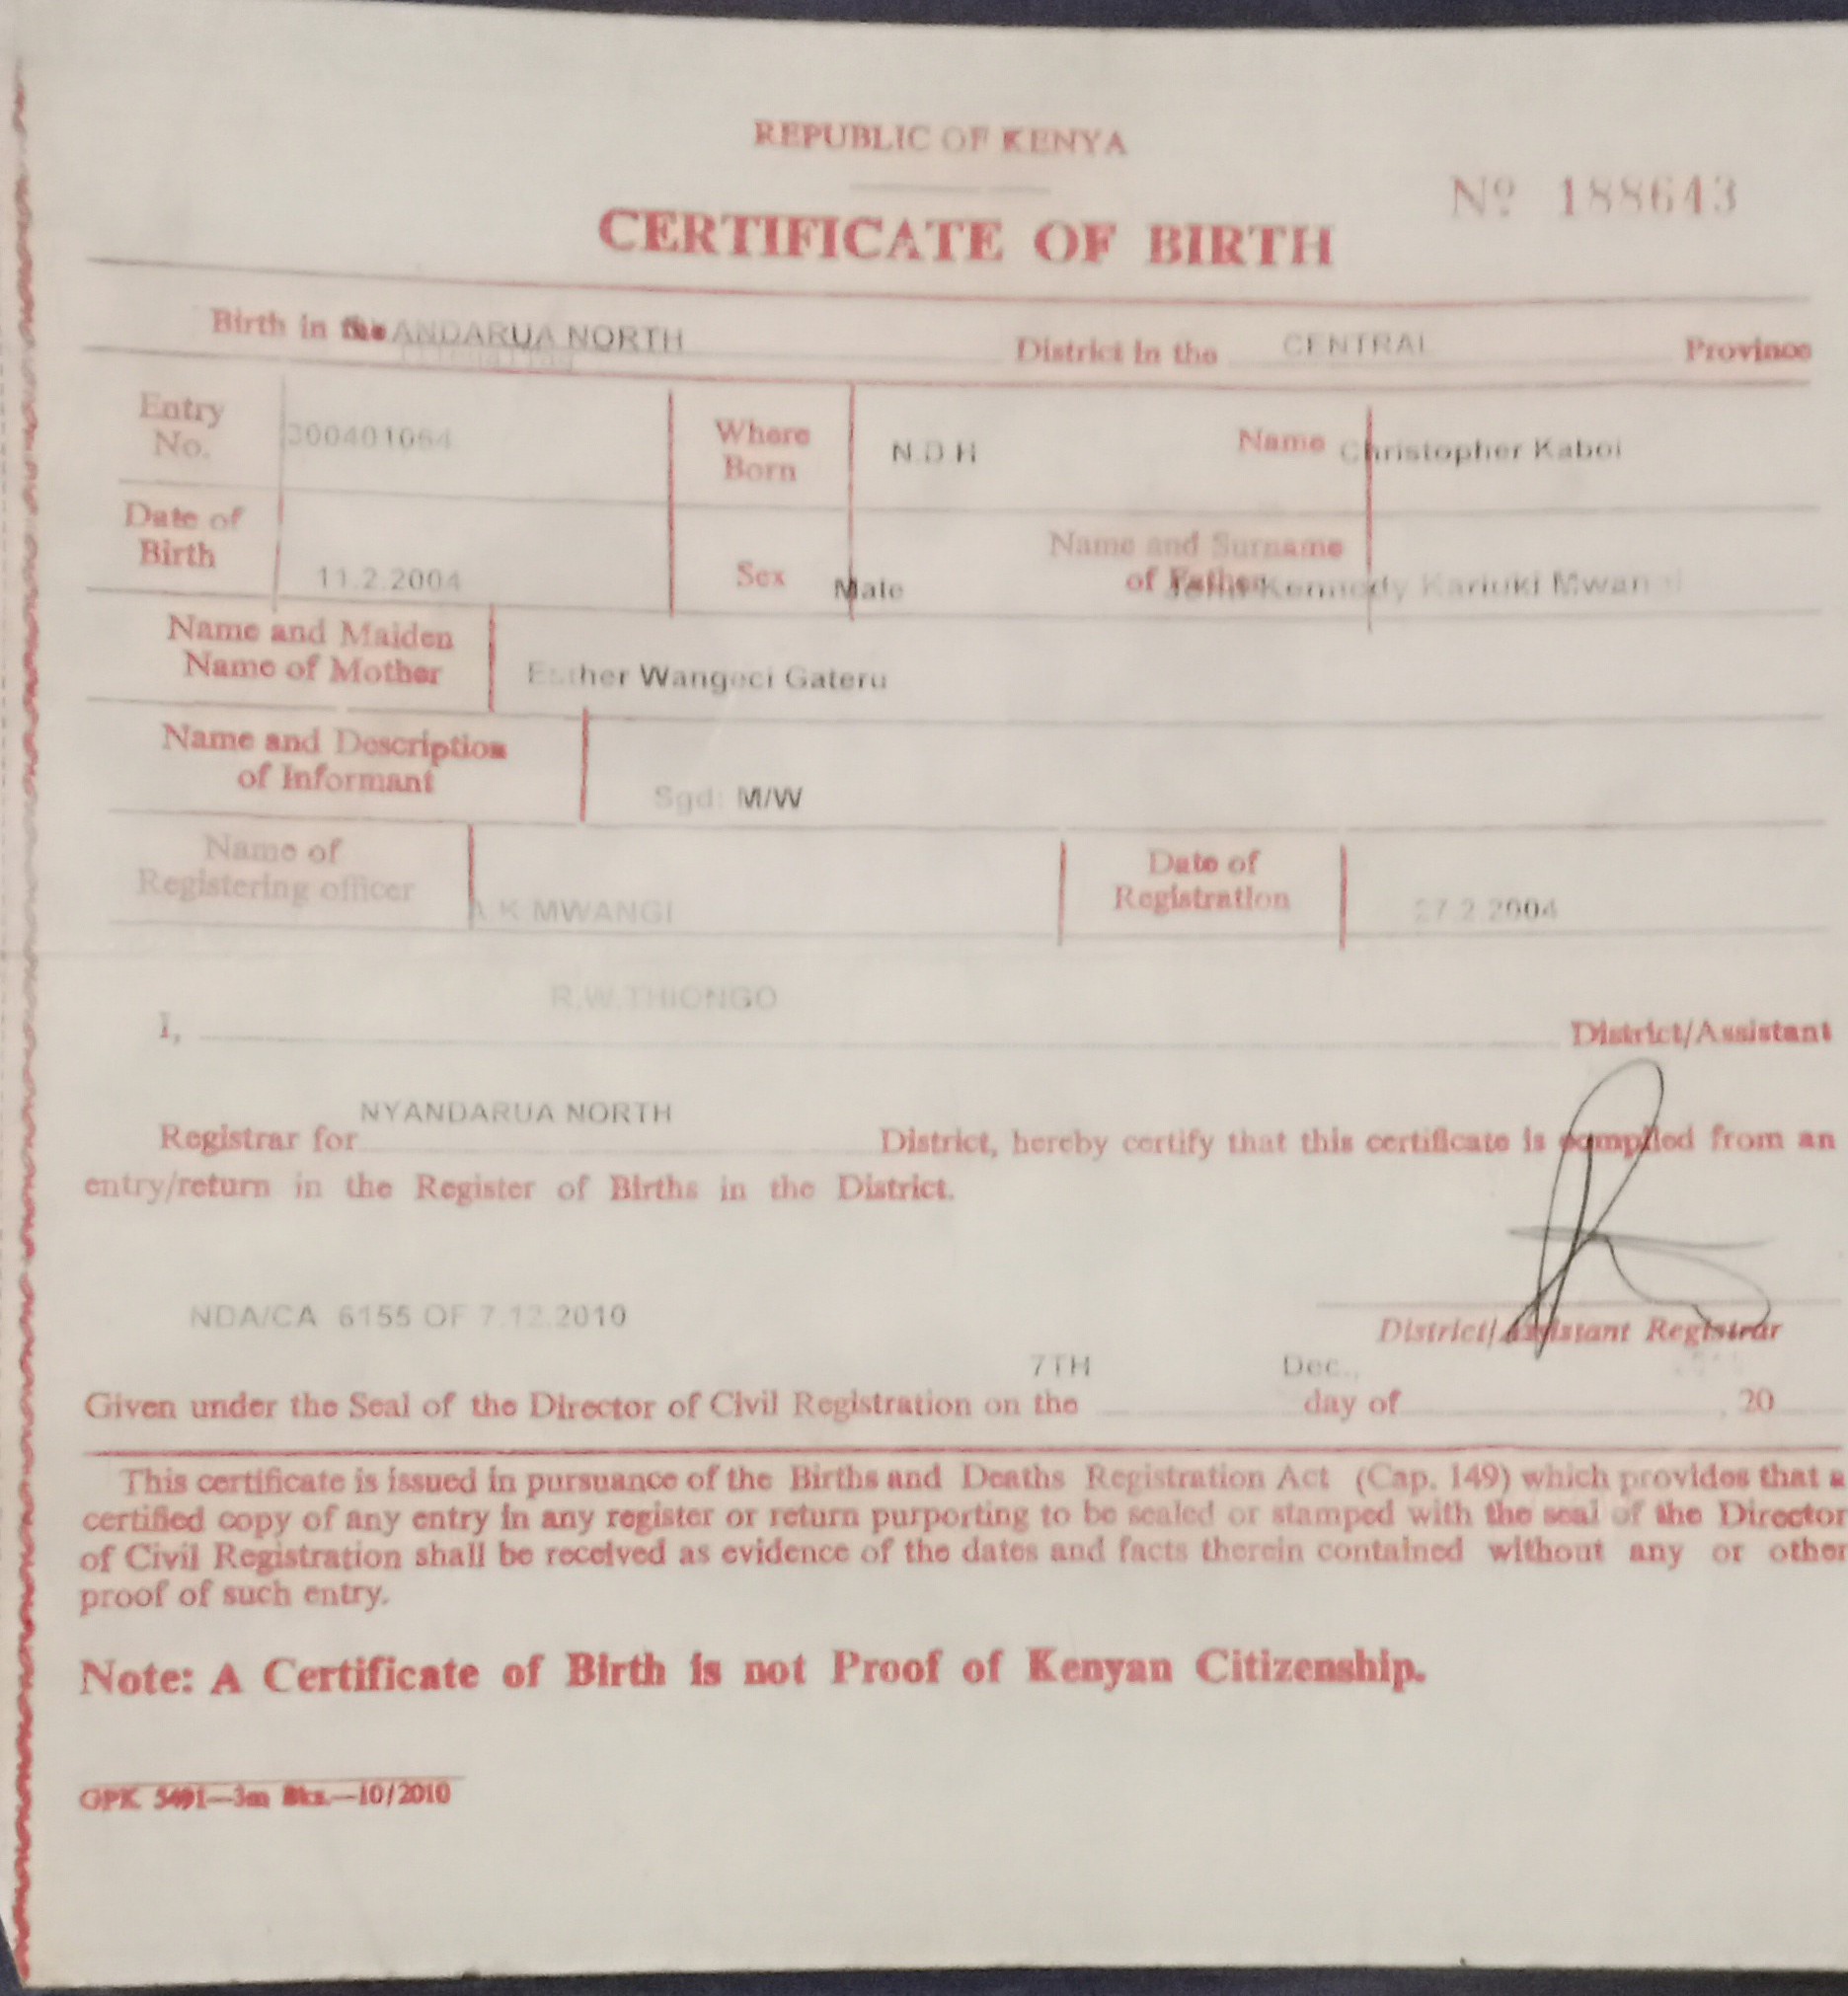 REPUBLIC OF KENYA
Nº 188643
CERTIFICATE OF BIRTH
Birth in the ANDARUA NORTH District in the CENTRAL Province
Entry No. 300401064 Where Born N.D.H Name Christopher Kaboi
Date of Birth 11.2.2004 Sex Male Name and Surname of Father Kennedy Kariuki
Name and Maiden Name of Mother Esther Wangeci Gateru
Name and Description of Informant Sgd: M/W
Name of Registering officer A.K MWANGI Date of Registration 27.2.2004
I, R.W.THIONGO District/Assistant
Registrar for NYANDARUA NORTH District, hereby certify that this certificate is compiled from an
entry/return in the Register of Births in the District.
NDA/CA 6155 OF 7.12.2010
District/Assistant Registrar
Given under the Seal of the Director of Civil Registration on the 7TH day of Dec., , 20
This certificate is issued in pursuance of the Births and Deaths Registration Act (Cap. 149) which provides that a
certified copy of any entry in any register or return purporting to be sealed or stamped with the seal of the Director
of Civil Registration shall be received as evidence of the dates and facts therein contained without any or other
proof of such entry.
Note: A Certificate of Birth is not Proof of Kenyan Citizenship.
GPK 5491—3m Bks.—10/2010